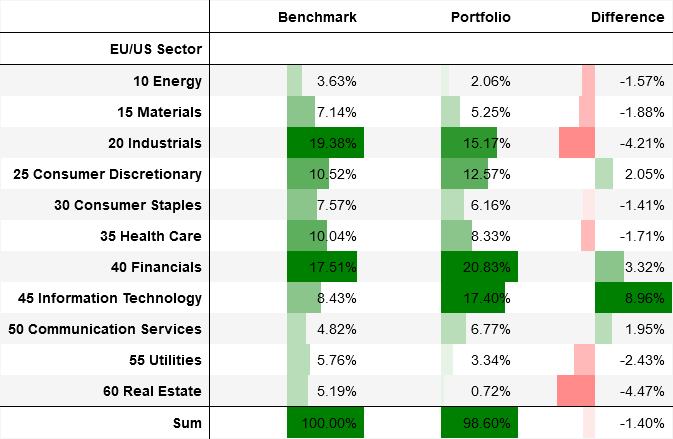 Benchmark Portfolio Difference
EU/US Sector
10 Energy 3.63% 2.06% -1.57%
15 Materials 7.14% 5.25% -1.88%
20 Industrials 19.38% 15.17% -4.21%
25 Consumer Discretionary 10.52% 12.57% 2.05%
30 Consumer Staples 7.57% 6.16% -1.41%
35 Health Care 10.04% 8.33% -1.71%
40 Financials 17.51% 20.83% 3.32%
45 Information Technology 8.43% 17.40% 8.96%
50 Communication Services 4.82% 6.77% 1.95%
55 Utilities 5.76% 3.34% -2.43%
60 Real Estate 5.19% 0.72% -4.47%
Sum 100.00% 98.60% -1.40%